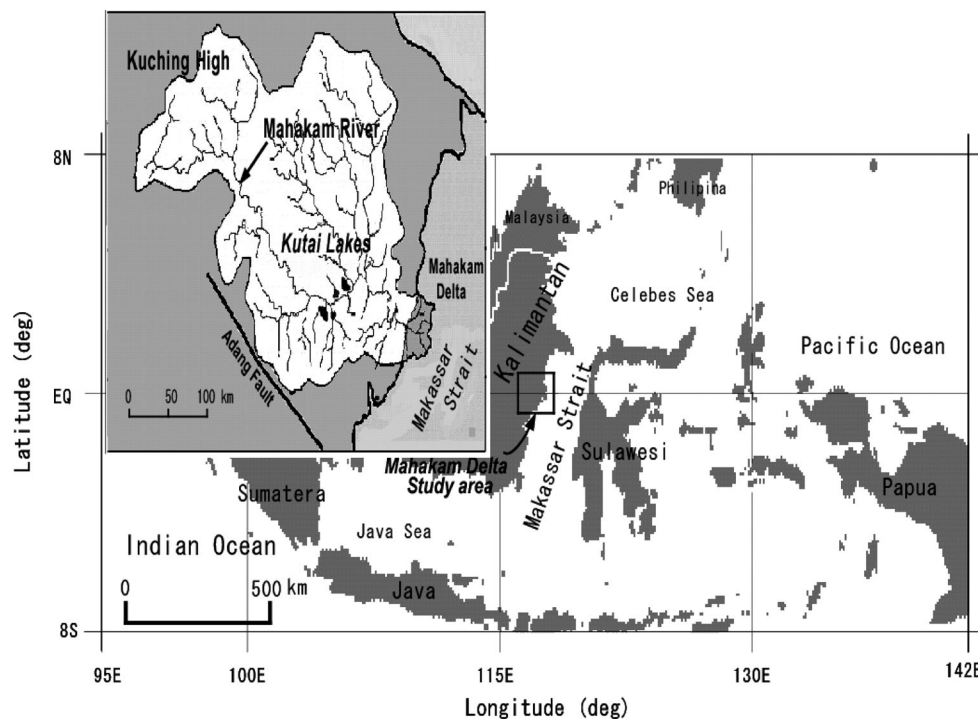 Kuching High
Mahakam River
Kutai Lakes
Mahakam
Delta
Adang Fault
Makassar
Strait
0 50 100 km
8N
EQ
8S
Latitude (deg)
Philipina
Malaysia
Kalimantan
Celebes Sea
Pacific Ocean
Makassar Strait
Sulawesi
Mahakam Delta
Study area
Papua
Sumatera
Java Sea
Indian Ocean
0 500 km
Java
95E 100E 115E 130E 142E
Longitude (deg)